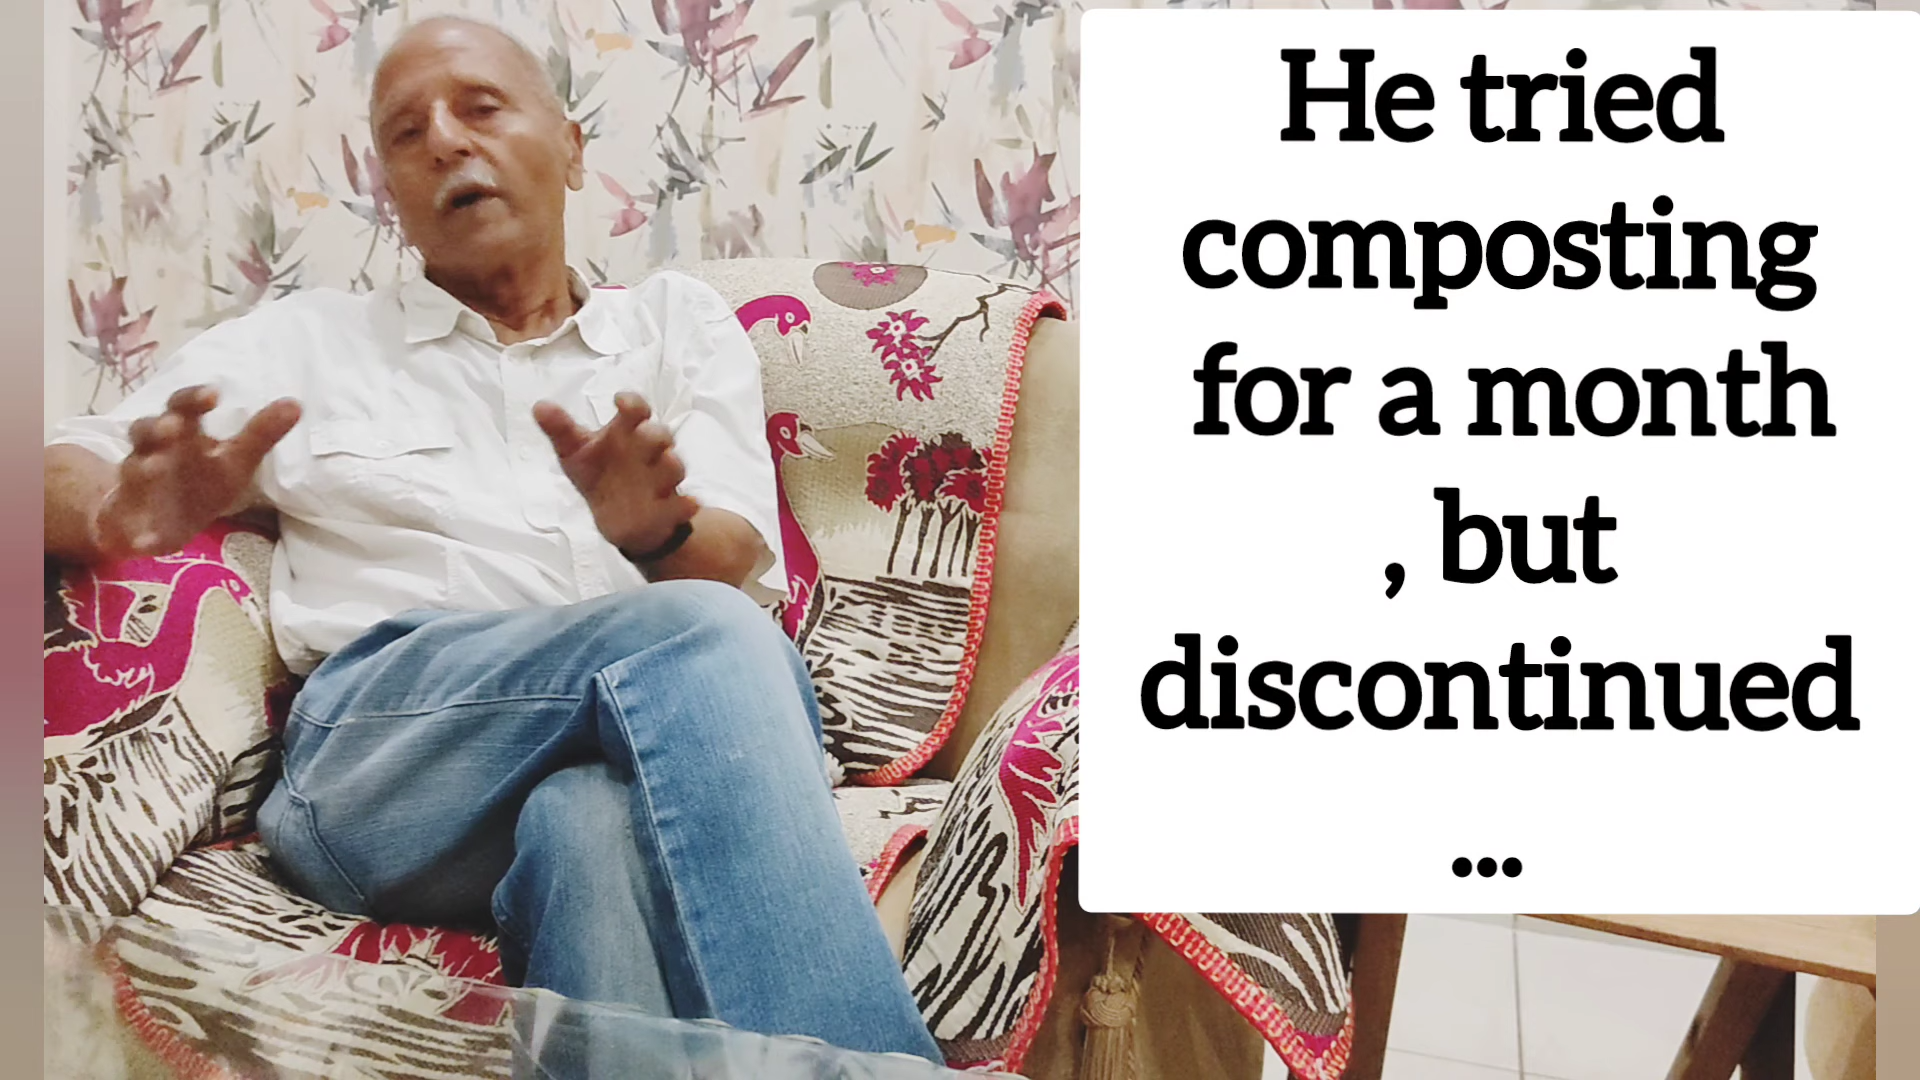 He tried
composting
for a month
, but
discontinued
...